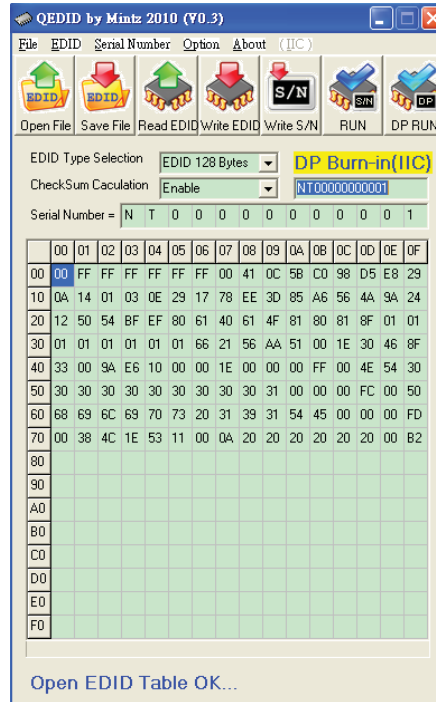 QEDID by Mintz 2010 (V0.3)
File EDID Serial Number Option About (IIC)
EDID EDID S/N S/N DP
Open File Save File Read EDID Write EDID Write S/N RUN DP RUN
EDID Type Selection EDID 128 Bytes DP Burn-in(IIC)
CheckSum Caculation Enable NT00000000001
Serial Number = N T 0 0 0 0 0 0 0 0 0 0 1
00 01 02 03 04 05 06 07 08 09 0A 0B 0C 0D 0E 0F
00 00 FF FF FF FF FF FF 00 41 0C 5B C0 98 D5 E8 29
10 0A 14 01 03 0E 29 17 78 EE 3D 85 A6 56 4A 9A 24
20 12 50 54 BF EF 80 61 40 61 4F 81 80 81 8F 01 01
30 01 01 01 01 01 01 66 21 56 AA 51 00 1E 30 46 8F
40 33 00 9A E6 10 00 00 1E 00 00 00 FF 00 4E 54 30
50 30 30 30 30 30 30 30 30 30 31 00 00 00 FC 00 50
60 68 69 6C 69 70 73 20 31 39 31 54 45 00 00 00 FD
70 00 38 4C 1E 53 11 00 0A 20 20 20 20 20 20 00 B2
80
90
A0
B0
C0
D0
E0
F0
Open EDID Table OK...